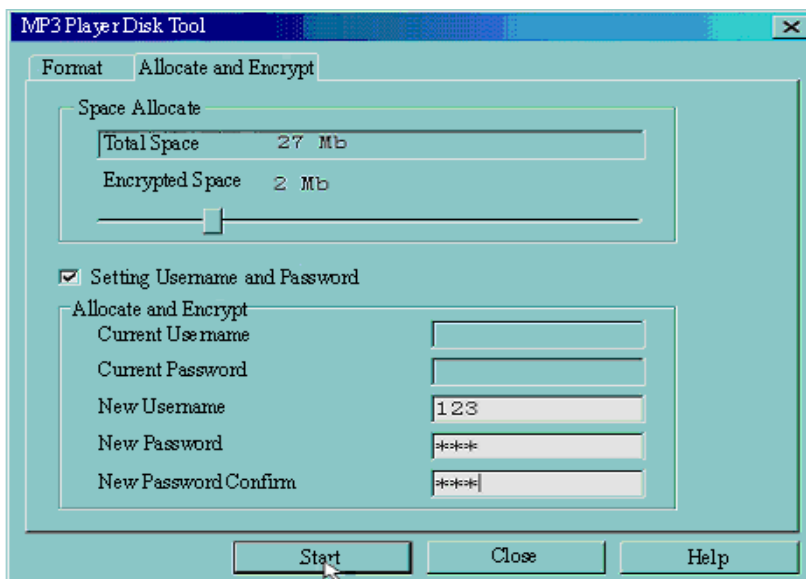 MP3 Player Disk Tool
Format
Allocate and Encrypt
Space Allocate
Total Space 27 Mb
Encrypted Space 2 Mb
Setting Username and Password
Allocate and Encrypt
Current Username
Current Password
New Username 123
New Password ***
New Password Confirm ***
Start
Close
Help